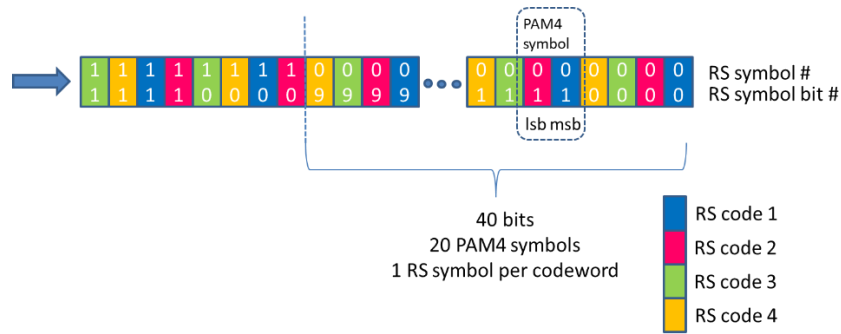 PAM4
symbol
1 1 1 1 1 1 1 1 0 0 0 0 0 0 0 0 0 0 0 0 RS symbol #
1 1 1 1 0 0 0 0 9 9 9 9 1 1 1 1 0 0 0 0 RS symbol bit #
lsb msb
40 bits
20 PAM4 symbols
1 RS symbol per codeword
RS code 1
RS code 2
RS code 3
RS code 4